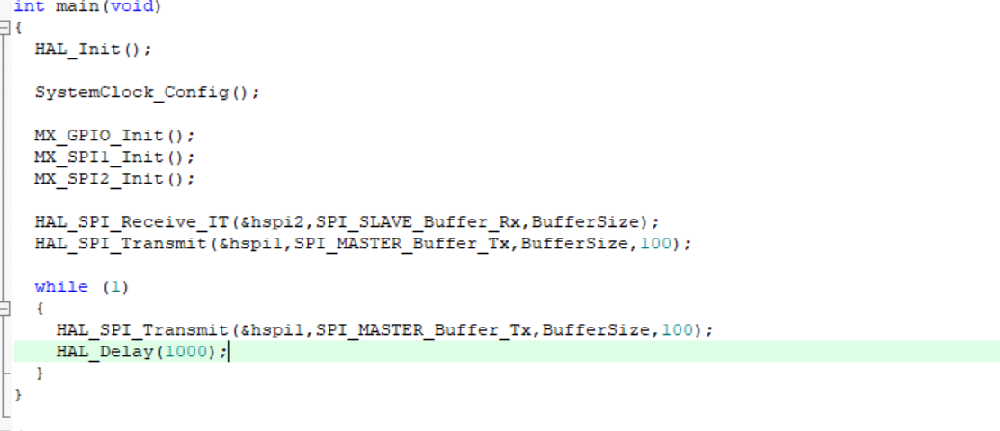 int main(void)
{
HAL_Init();
SystemClock_Config();
MX_GPIO_Init();
MX_SPI1_Init();
MX_SPI2_Init();
HAL_SPI_Receive_IT(&hspi2,SPI_SLAVE_Buffer_Rx,BufferSize);
HAL_SPI_Transmit(&hspi1,SPI_MASTER_Buffer_Tx,BufferSize,100);
while (1)
{
HAL_SPI_Transmit(&hspi1,SPI_MASTER_Buffer_Tx,BufferSize,100);
HAL_Delay(1000);
}
}